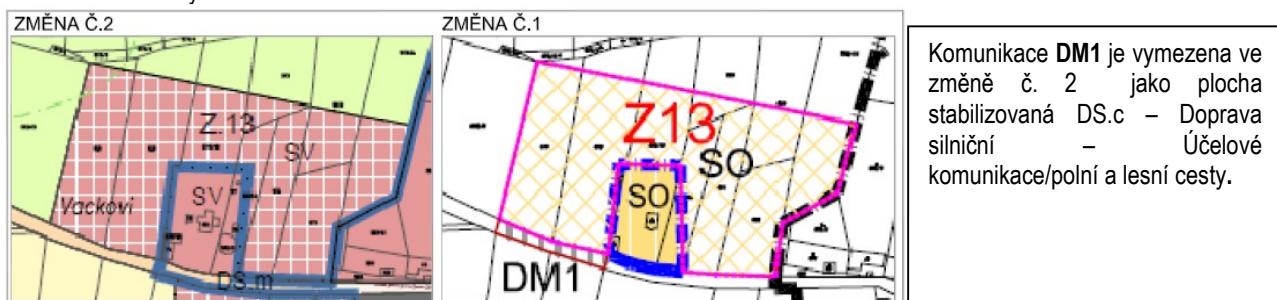 ZMĚNA Č.2
ZMĚNA Č.1
Z.13
SV
SV
Vackovi
DS.m
Z13
SO
SO
DM1
Komunikace DM1 je vymezena ve
změně č. 2 jako plocha
stabilizovaná DS.c – Doprava
silniční – Účelové
komunikace/polní a lesní cesty.